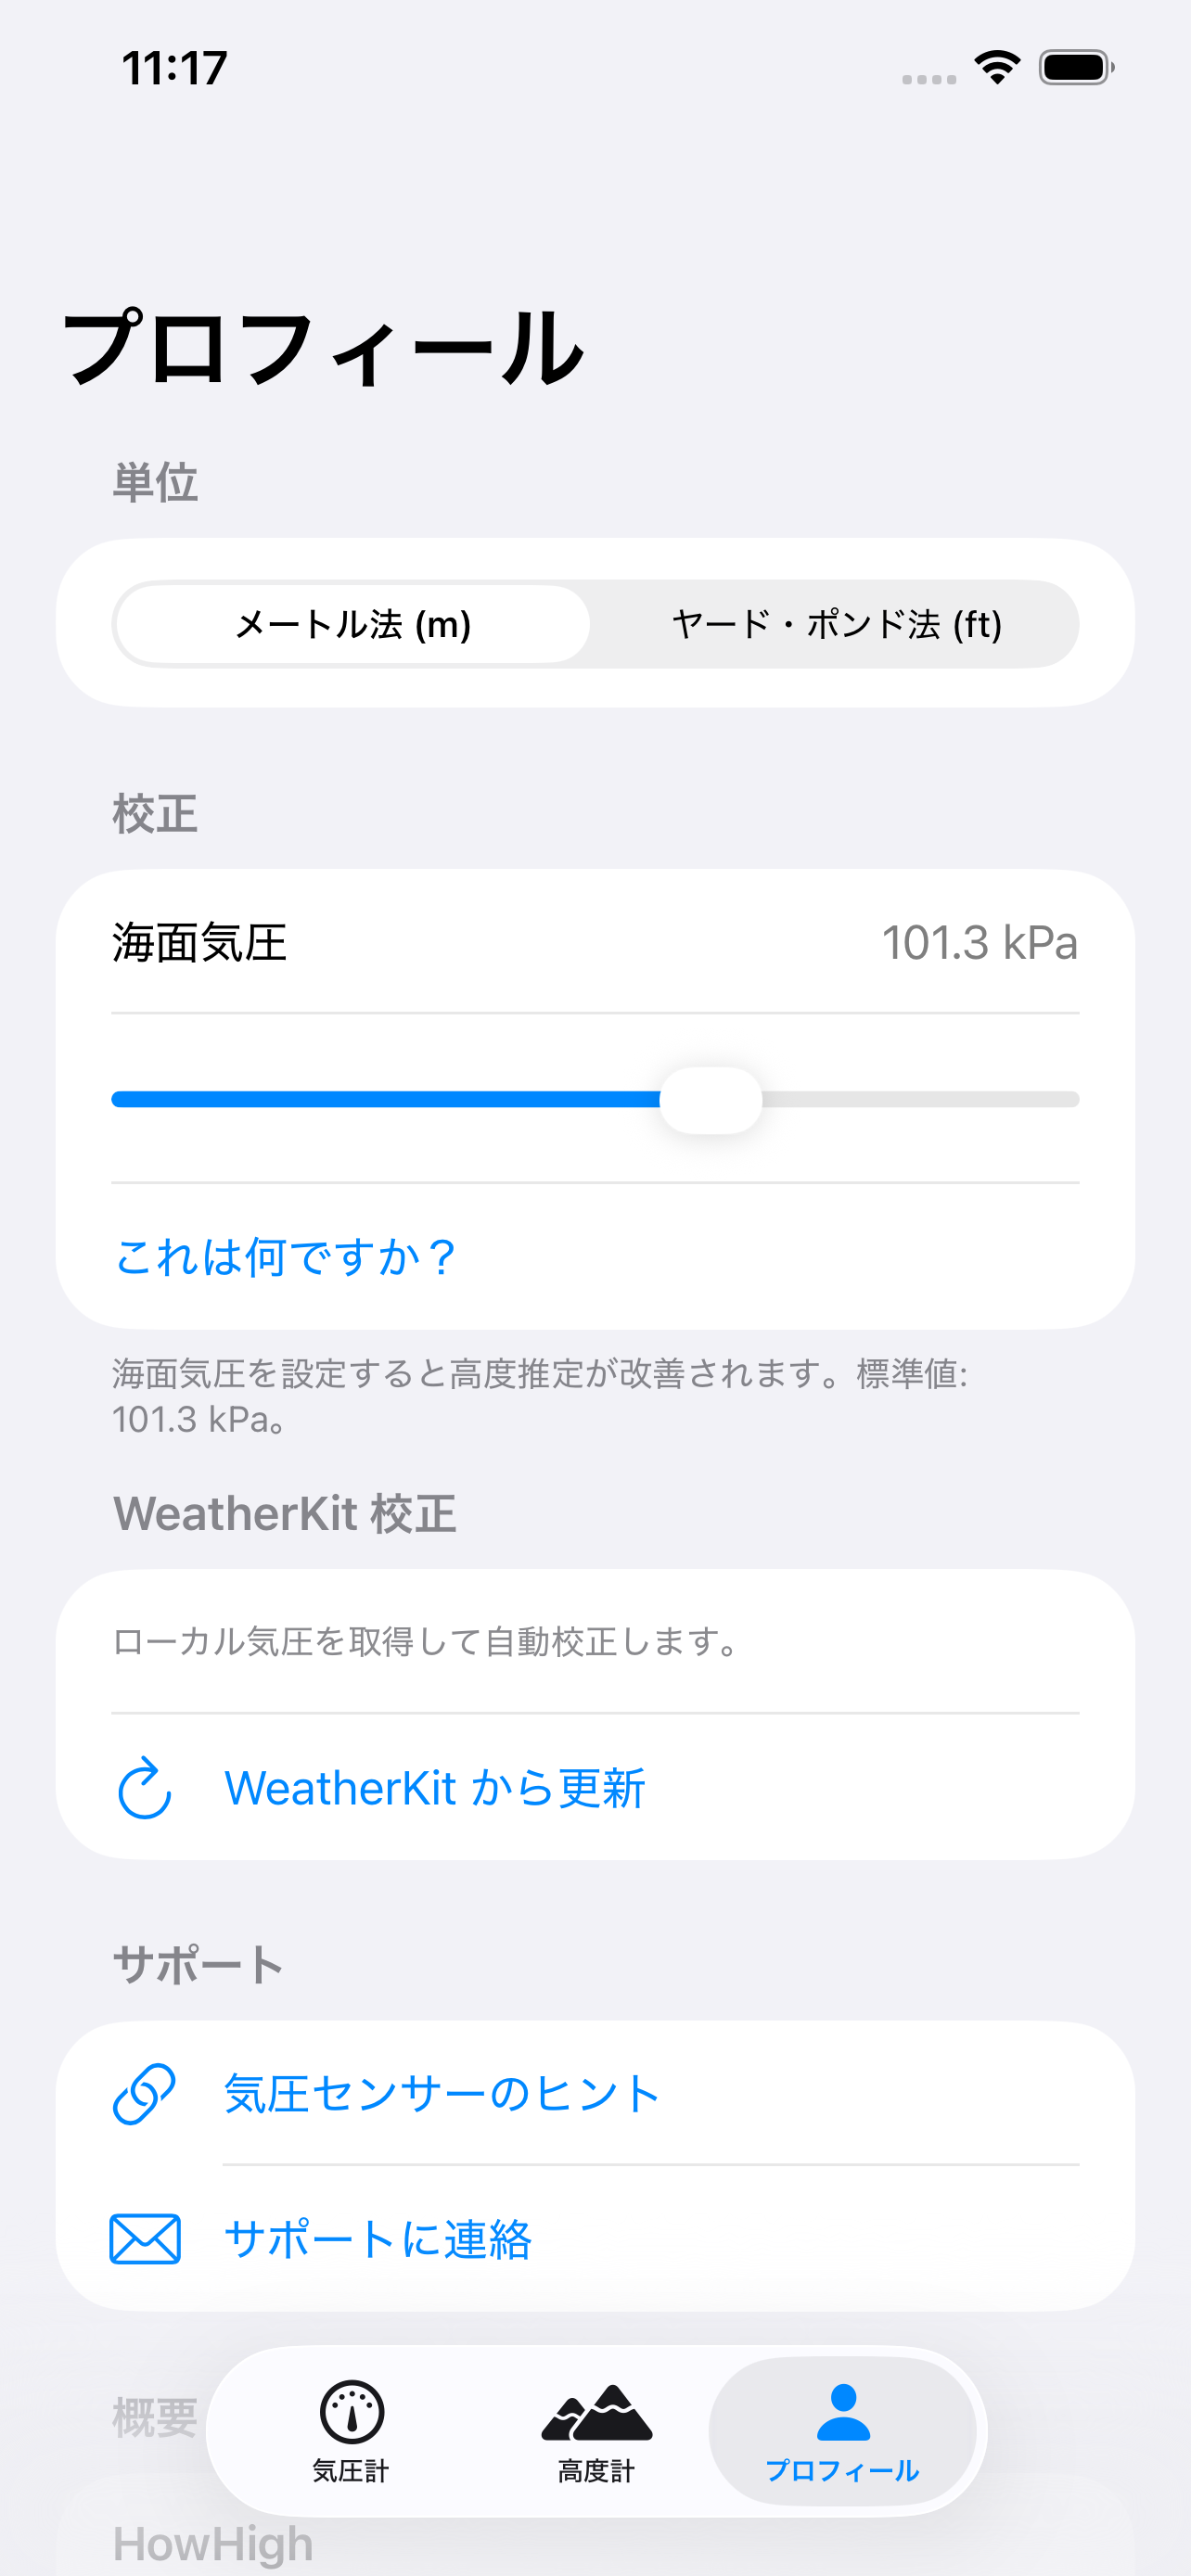 11:17
プロフィール
単位
メートル法 (m)
ヤード・ポンド法 (ft)
校正
海面気圧
101.3 kPa
これは何ですか？
海面気圧を設定すると高度推定が改善されます。標準値:
101.3 kPa。
WeatherKit 校正
ローカル気圧を取得して自動校正します。
WeatherKit から更新
サポート
気圧センサーのヒント
サポートに連絡
概要
気圧計
高度計
プロフィール
HowHigh